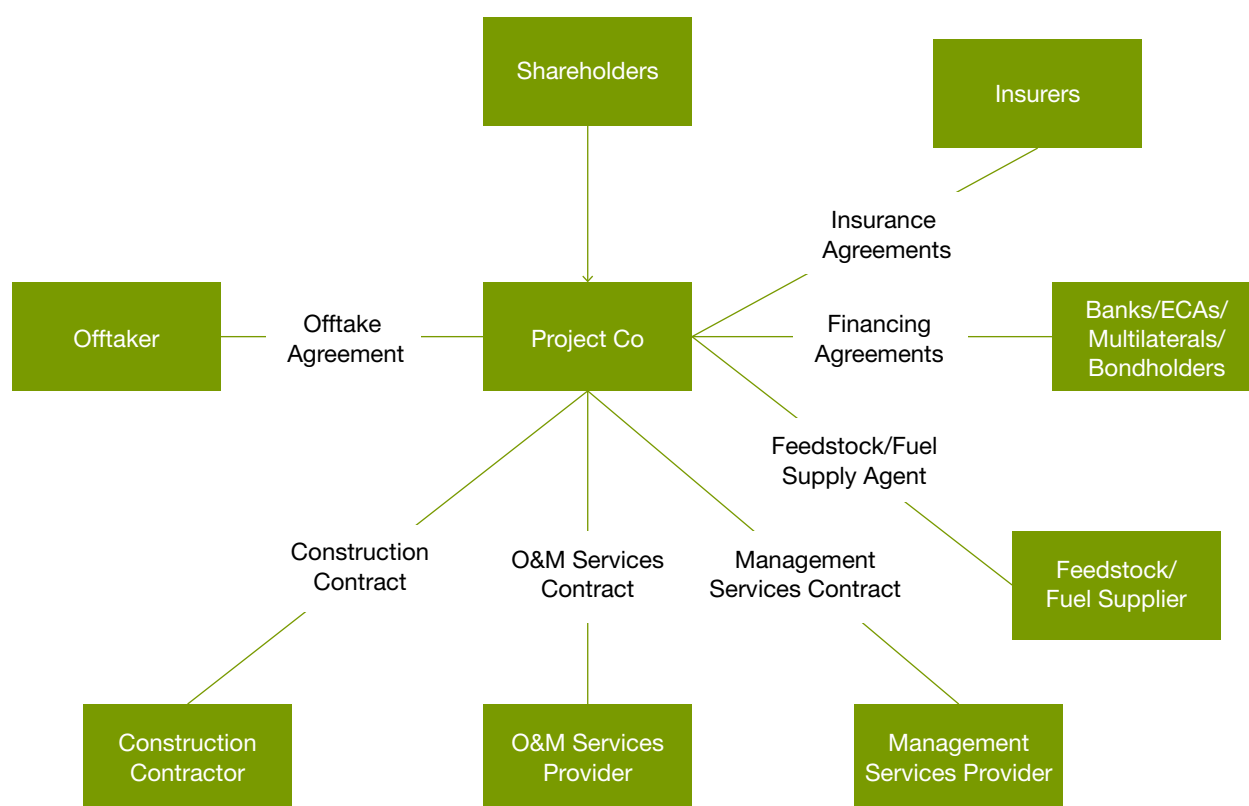 Shareholders
Insurers
Insurance
Agreements
Offtaker
Offtake
Agreement
Project Co
Financing
Agreements
Banks/ECAs/
Multilaterals/
Bondholders
Feedstock/Fuel
Supply Agent
Construction
Contract
O&M Services
Contract
Management
Services Contract
Feedstock/
Fuel Supplier
Construction
Contractor
O&M Services
Provider
Management
Services Provider